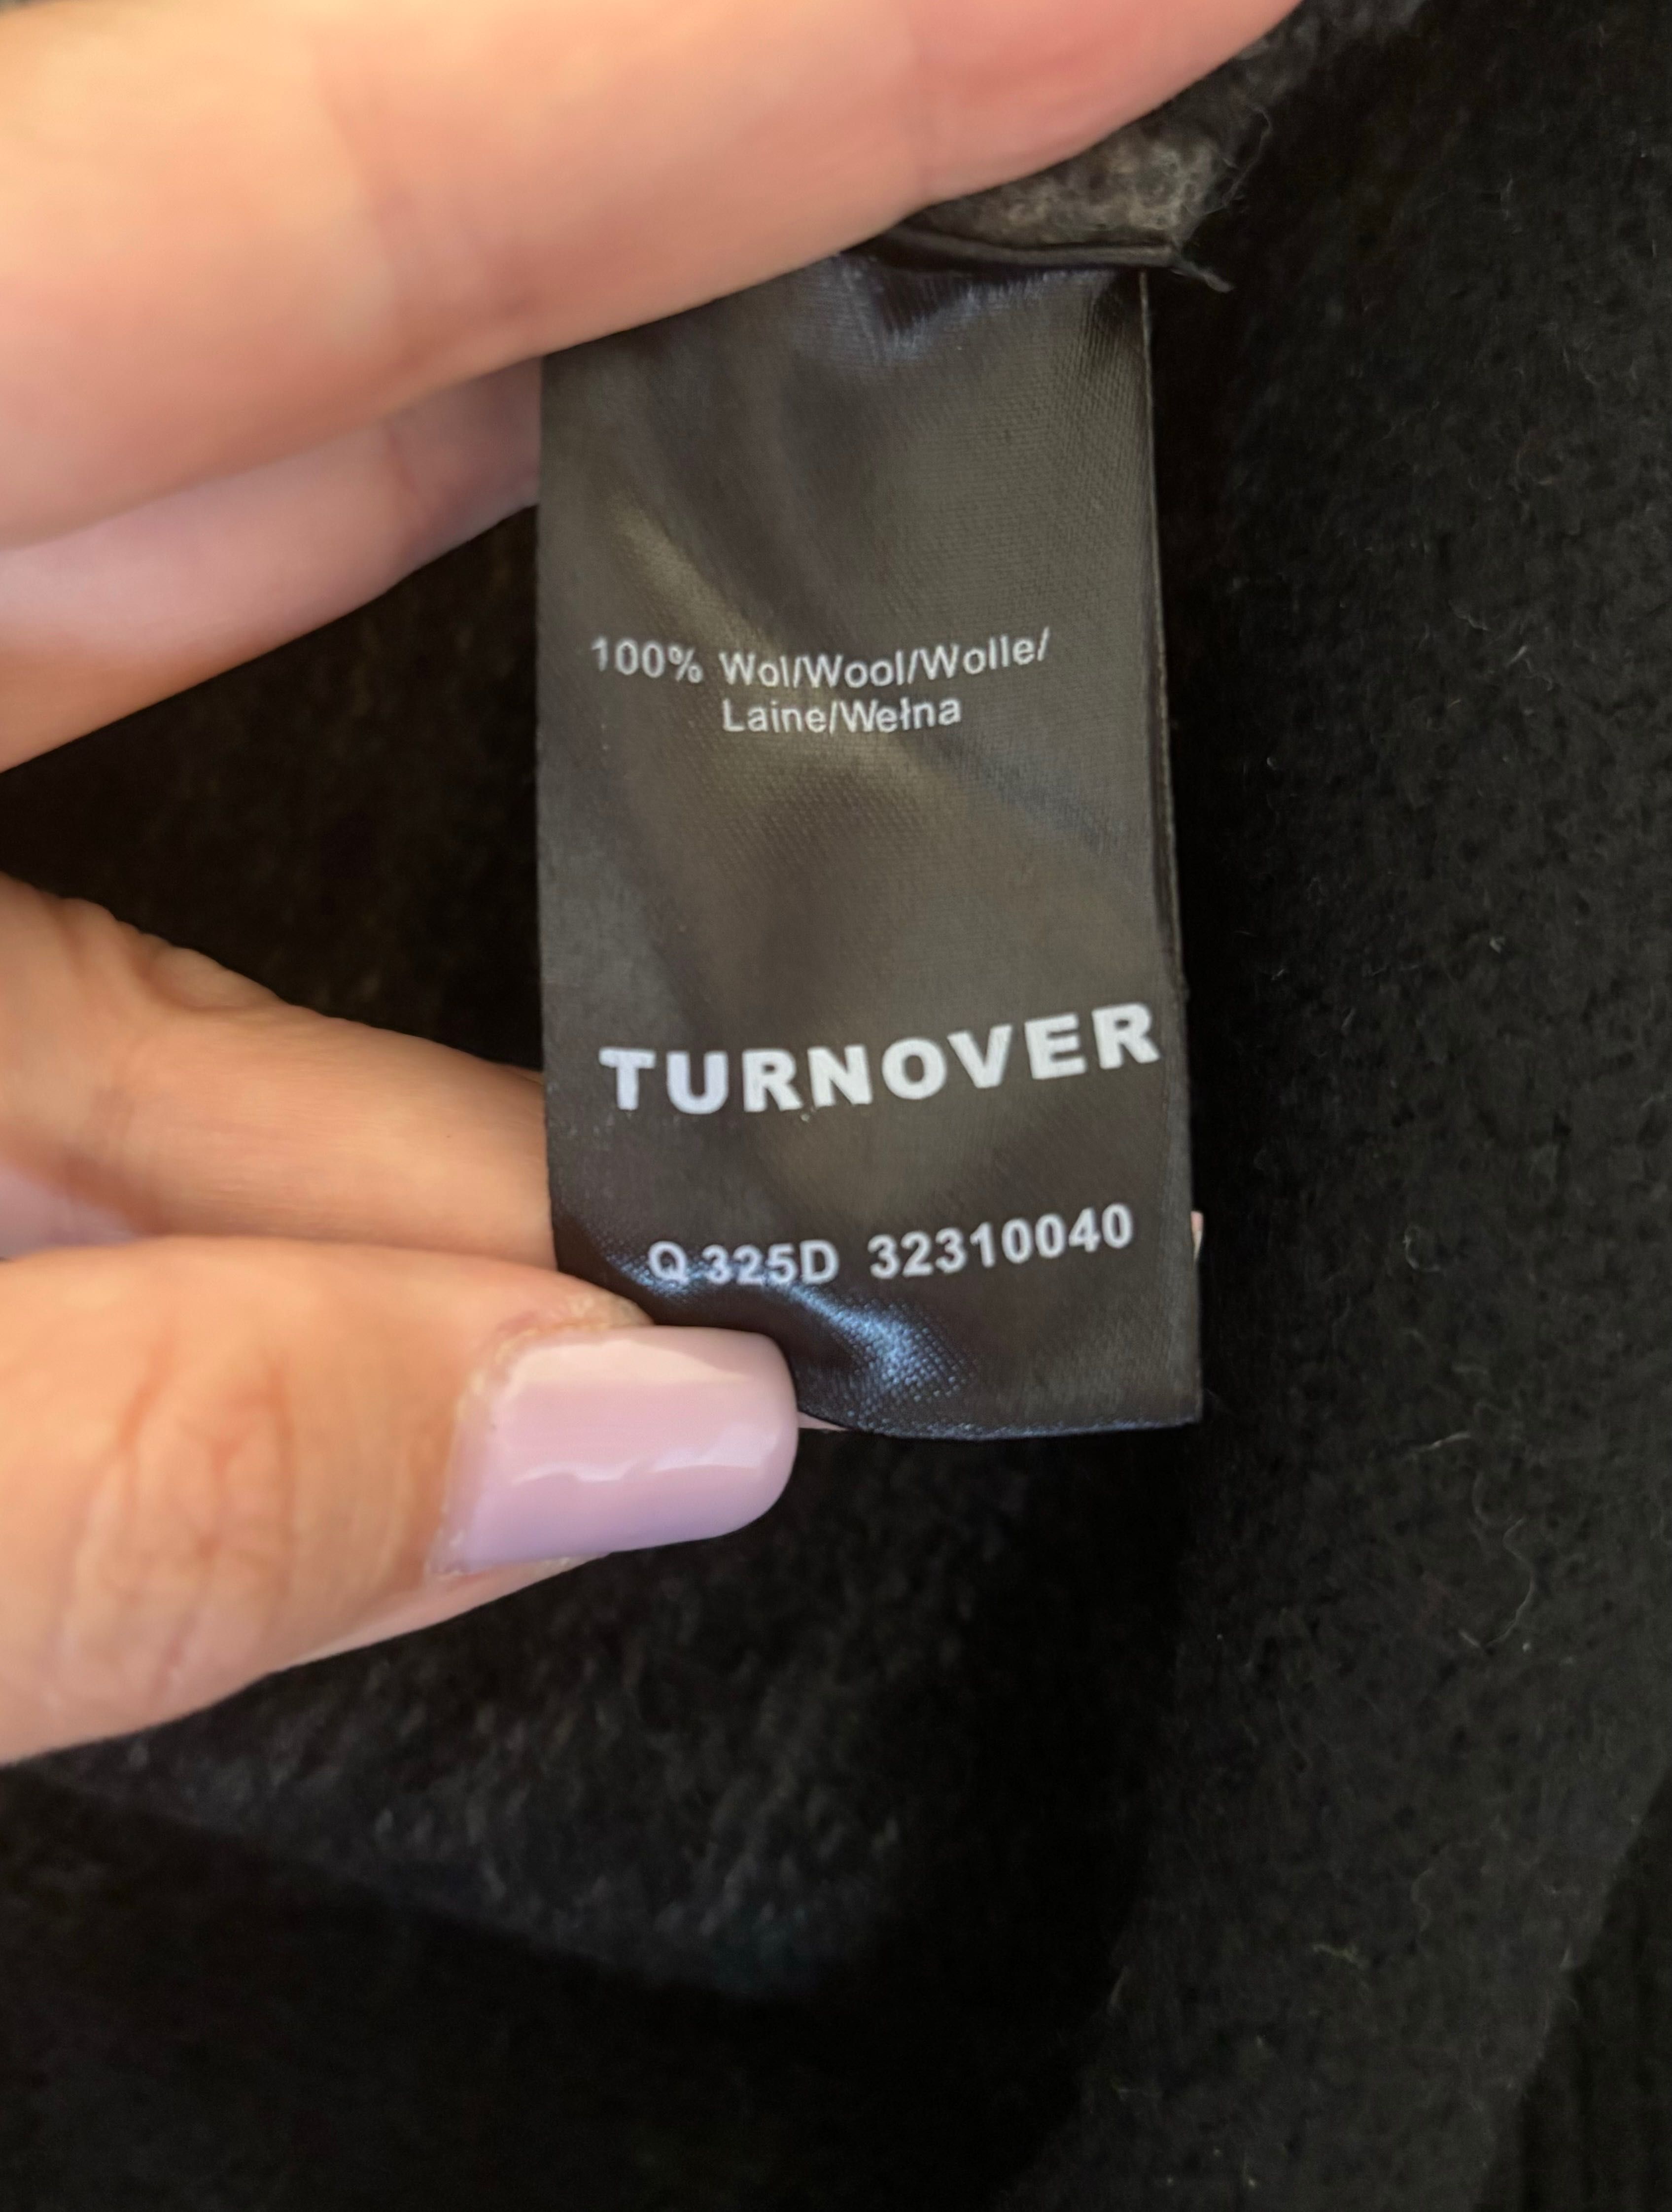 100% Wol/Wool/Wolle/
Laine/Wełna
TURNOVER
Q 325D 32310040